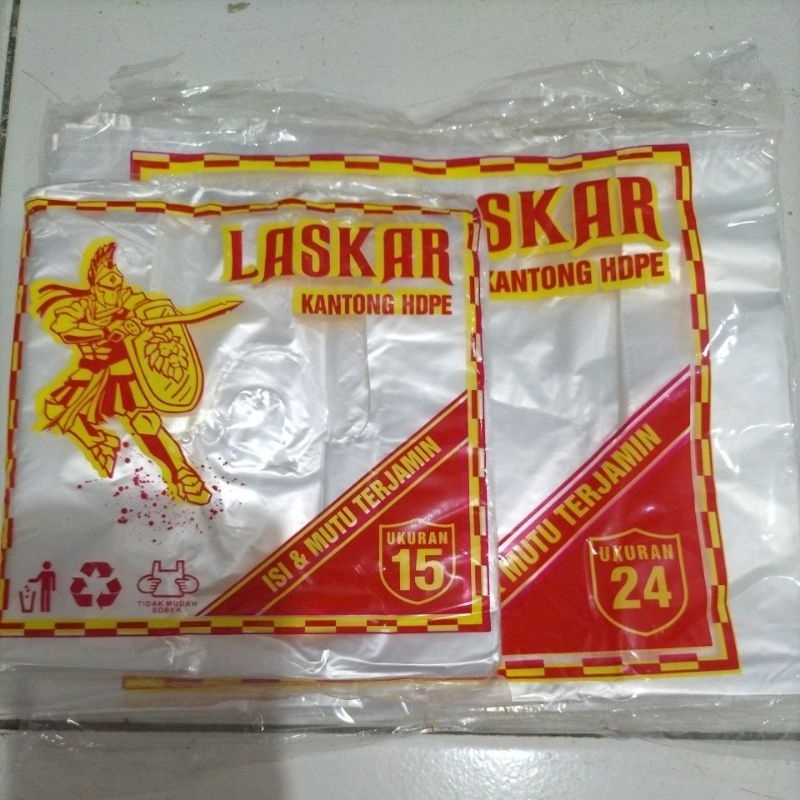 LASKAR
KANTONG HDPE
ISI & MUTU TERJAMIN
UKURAN
15
TIDAK MUDAH
SOBEK
SKAR
KANTONG HDPE
MUTU TERJAMIN
UKURAN
24